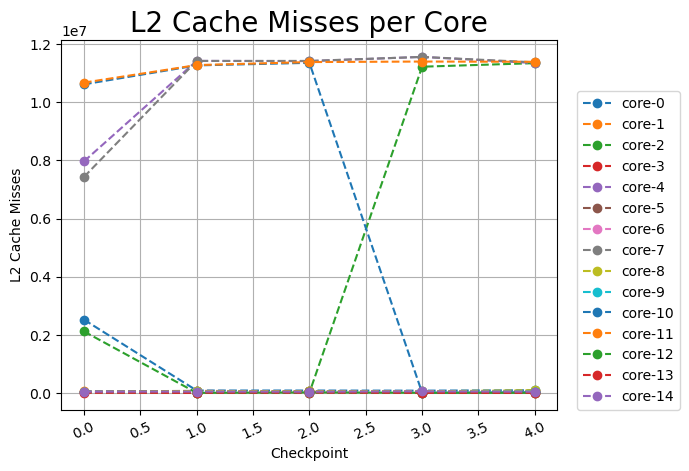 L2 Cache Misses per Core
1e7
1.2
1.0
0.8
0.6
0.4
0.2
0.0
L2 Cache Misses
0.0 0.5 1.0 1.5 2.0 2.5 3.0 3.5 4.0
Checkpoint
core-0
core-1
core-2
core-3
core-4
core-5
core-6
core-7
core-8
core-9
core-10
core-11
core-12
core-13
core-14